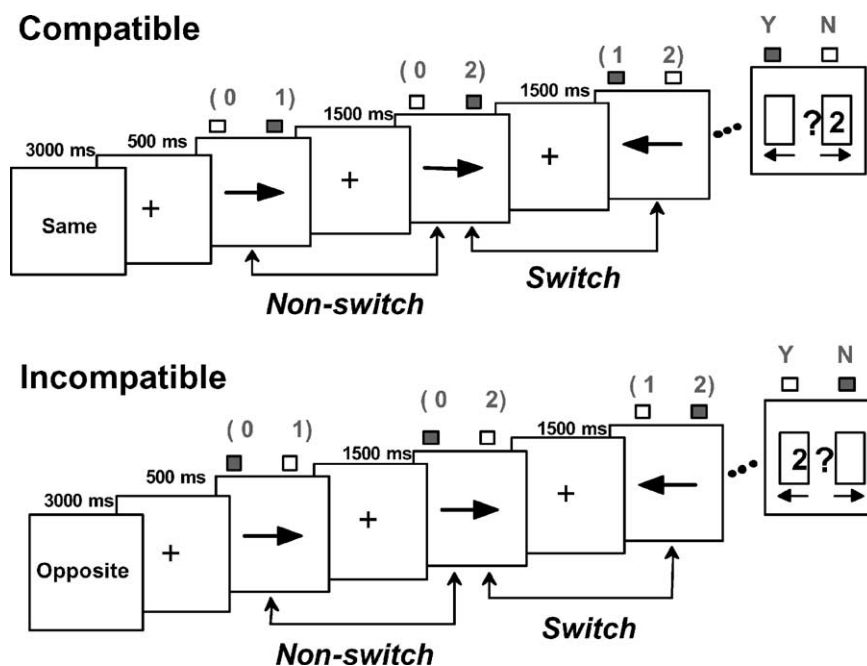 Compatible
Y N
( 0 2) ( 1 2)
( 0 1) 1500 ms 1500 ms
3000 ms 500 ms
? 2
+ + +
Same
Non-switch Switch
Incompatible
Y N
( 0 1) ( 0 2) ( 1 2)
3000 ms 500 ms 1500 ms 1500 ms
2 ?
+ + +
Opposite
Non-switch Switch